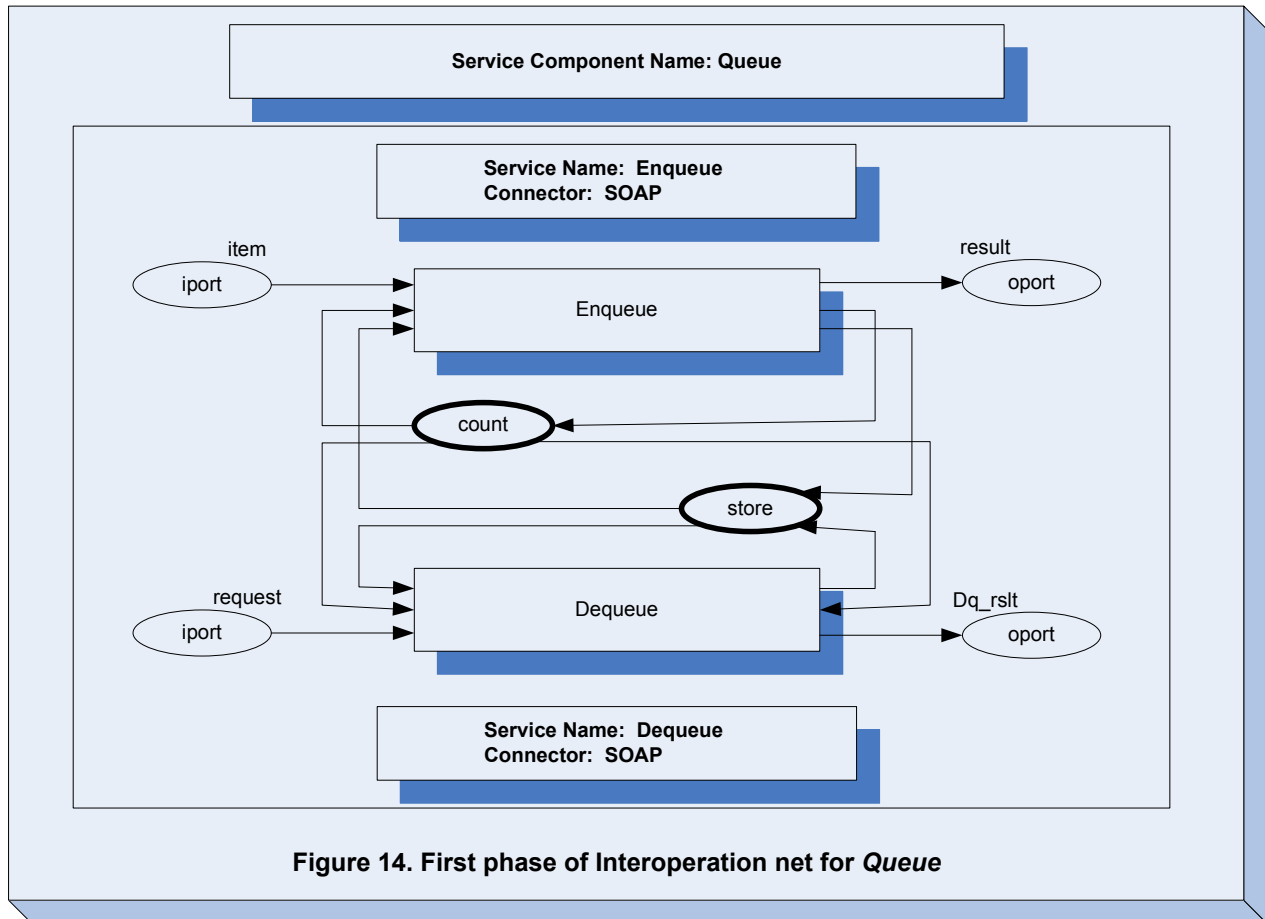 Service Component Name: Queue
Service Name: Enqueue
Connector: SOAP
item
result
iport
oport
Enqueue
count
store
request
Dq_rslt
iport
Dequeue
oport
Service Name: Dequeue
Connector: SOAP
Figure 14. First phase of Interoperation net for Queue